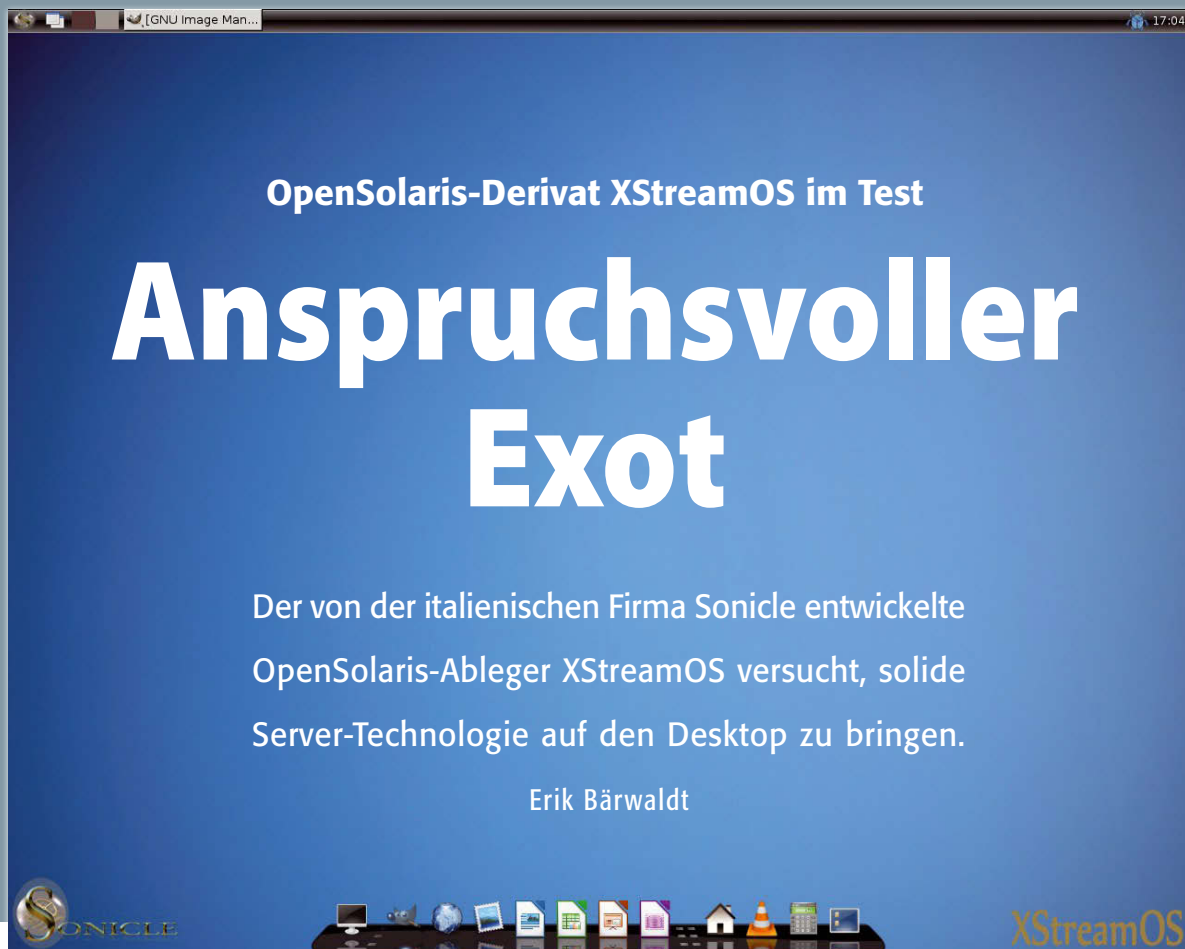 [GNU Image Man...
17:04
OpenSolaris-Derivat XStreamOS im Test
Anspruchsvoller
Exot
Der von der italienischen Firma Sonicle entwickelte
OpenSolaris-Ableger XStreamOS versucht, solide
Server-Technologie auf den Desktop zu bringen.
Erik Bärwaldt
SONICLE
XStreamOS